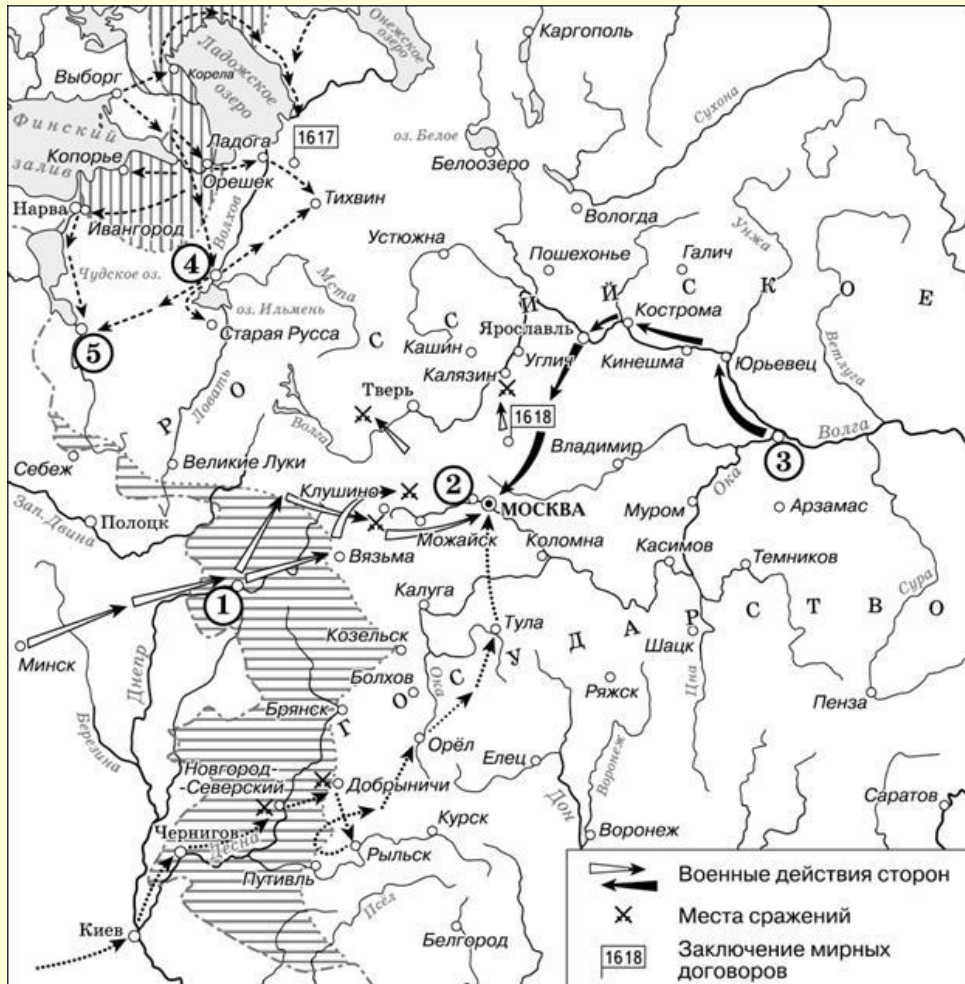 Каргополь
Онежское
озеро
Ладожское
озеро
Корела
Выборг
Сухона
Финский
залив
1617
Ладога
оз. Белое
Белоозеро
Копорье
Орешек
Тихвин
Нарва
Ивангород
Волхов
Вологда
Унжа
Устюжна
Пошехонье
Галич
4
Чудское оз.
Мста
оз. Ильмень
Старая Русса
5
Ярославль
Кострома
Кашин
Углич
Кинешма
Юрьевец
Ветлуга
Калязин
Тверь
1618
Ловать
Волга
Владимир
Волга
3
РОССИЙСКОЕ
Себеж
Великие Луки
Клушино
2
МОСКВА
Ока
Муром
Арзамас
Зап. Двина
Полоцк
Можайск
Коломна
Касимов
Темников
Вязьма
1
Калуга
Сура
Минск
Днепр
Козельск
Тула
Шацк
Цна
ГОСУДАРСТВО
Болхов
Ока
Ряжск
Пенза
Березина
Брянск
Орёл
Елец
Воронеж
Новгород-
-Северский
Добрыничи
Дон
Саратов
Чернигов
Десна
Курск
Рыльск
Воронеж
Путивль
Псёл
Киев
Белгород
Военные действия сторон
Места сражений
1618
Заключение мирных
договоров